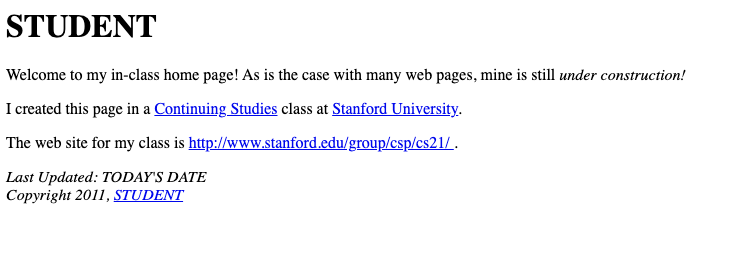 STUDENT
Welcome to my in-class home page! As is the case with many web pages, mine is still under construction!
I created this page in a Continuing Studies class at Stanford University.
The web site for my class is http://www.stanford.edu/group/csp/cs21/ .
Last Updated: TODAY'S DATE
Copyright 2011, STUDENT